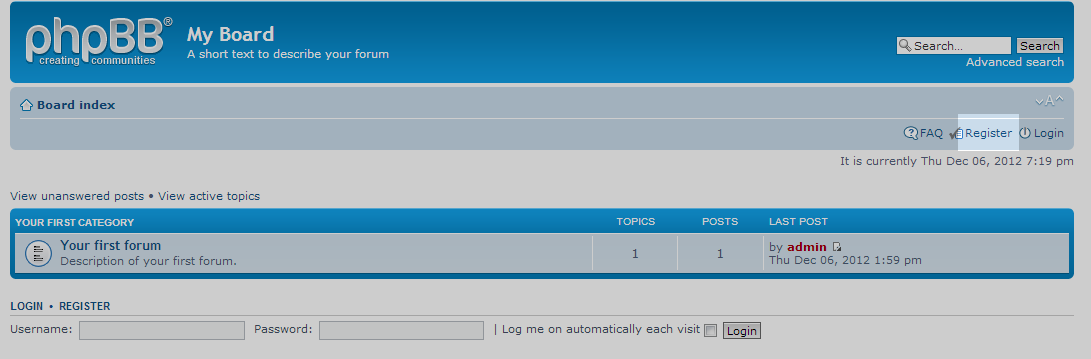 phpBB®
creating communities
My Board
A short text to describe your forum
Search...
Search
Advanced search
Board index
A
FAQ Register Login
It is currently Thu Dec 06, 2012 7:19 pm
View unanswered posts • View active topics
YOUR FIRST CATEGORY TOPICS POSTS LAST POST
Your first forum
Description of your first forum.
1
1
by admin
Thu Dec 06, 2012 1:59 pm
LOGIN • REGISTER
Username: Password: | Log me on automatically each visit Login